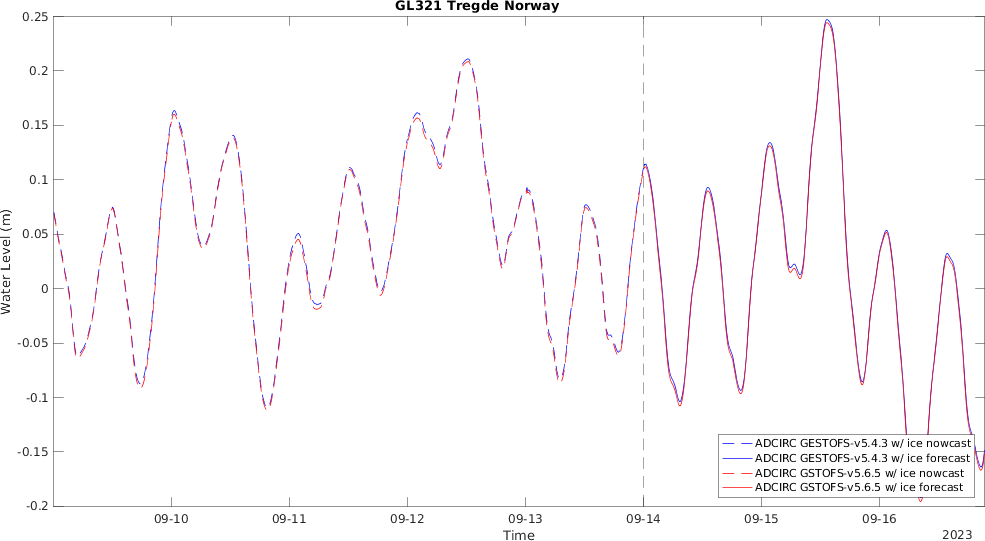 GL321 Tregde Norway
0.25
0.2
0.15
0.1
0.05
0
-0.05
-0.1
-0.15
-0.2
Water Level (m)
ADCIRC GESTOFS-v5.4.3 w/ ice nowcast
ADCIRC GESTOFS-v5.4.3 w/ ice forecast
ADCIRC GSTOFS-v5.6.5 w/ ice nowcast
ADCIRC GSTOFS-v5.6.5 w/ ice forecast
09-10 09-11 09-12 09-13 09-14 09-15 09-16
Time
2023